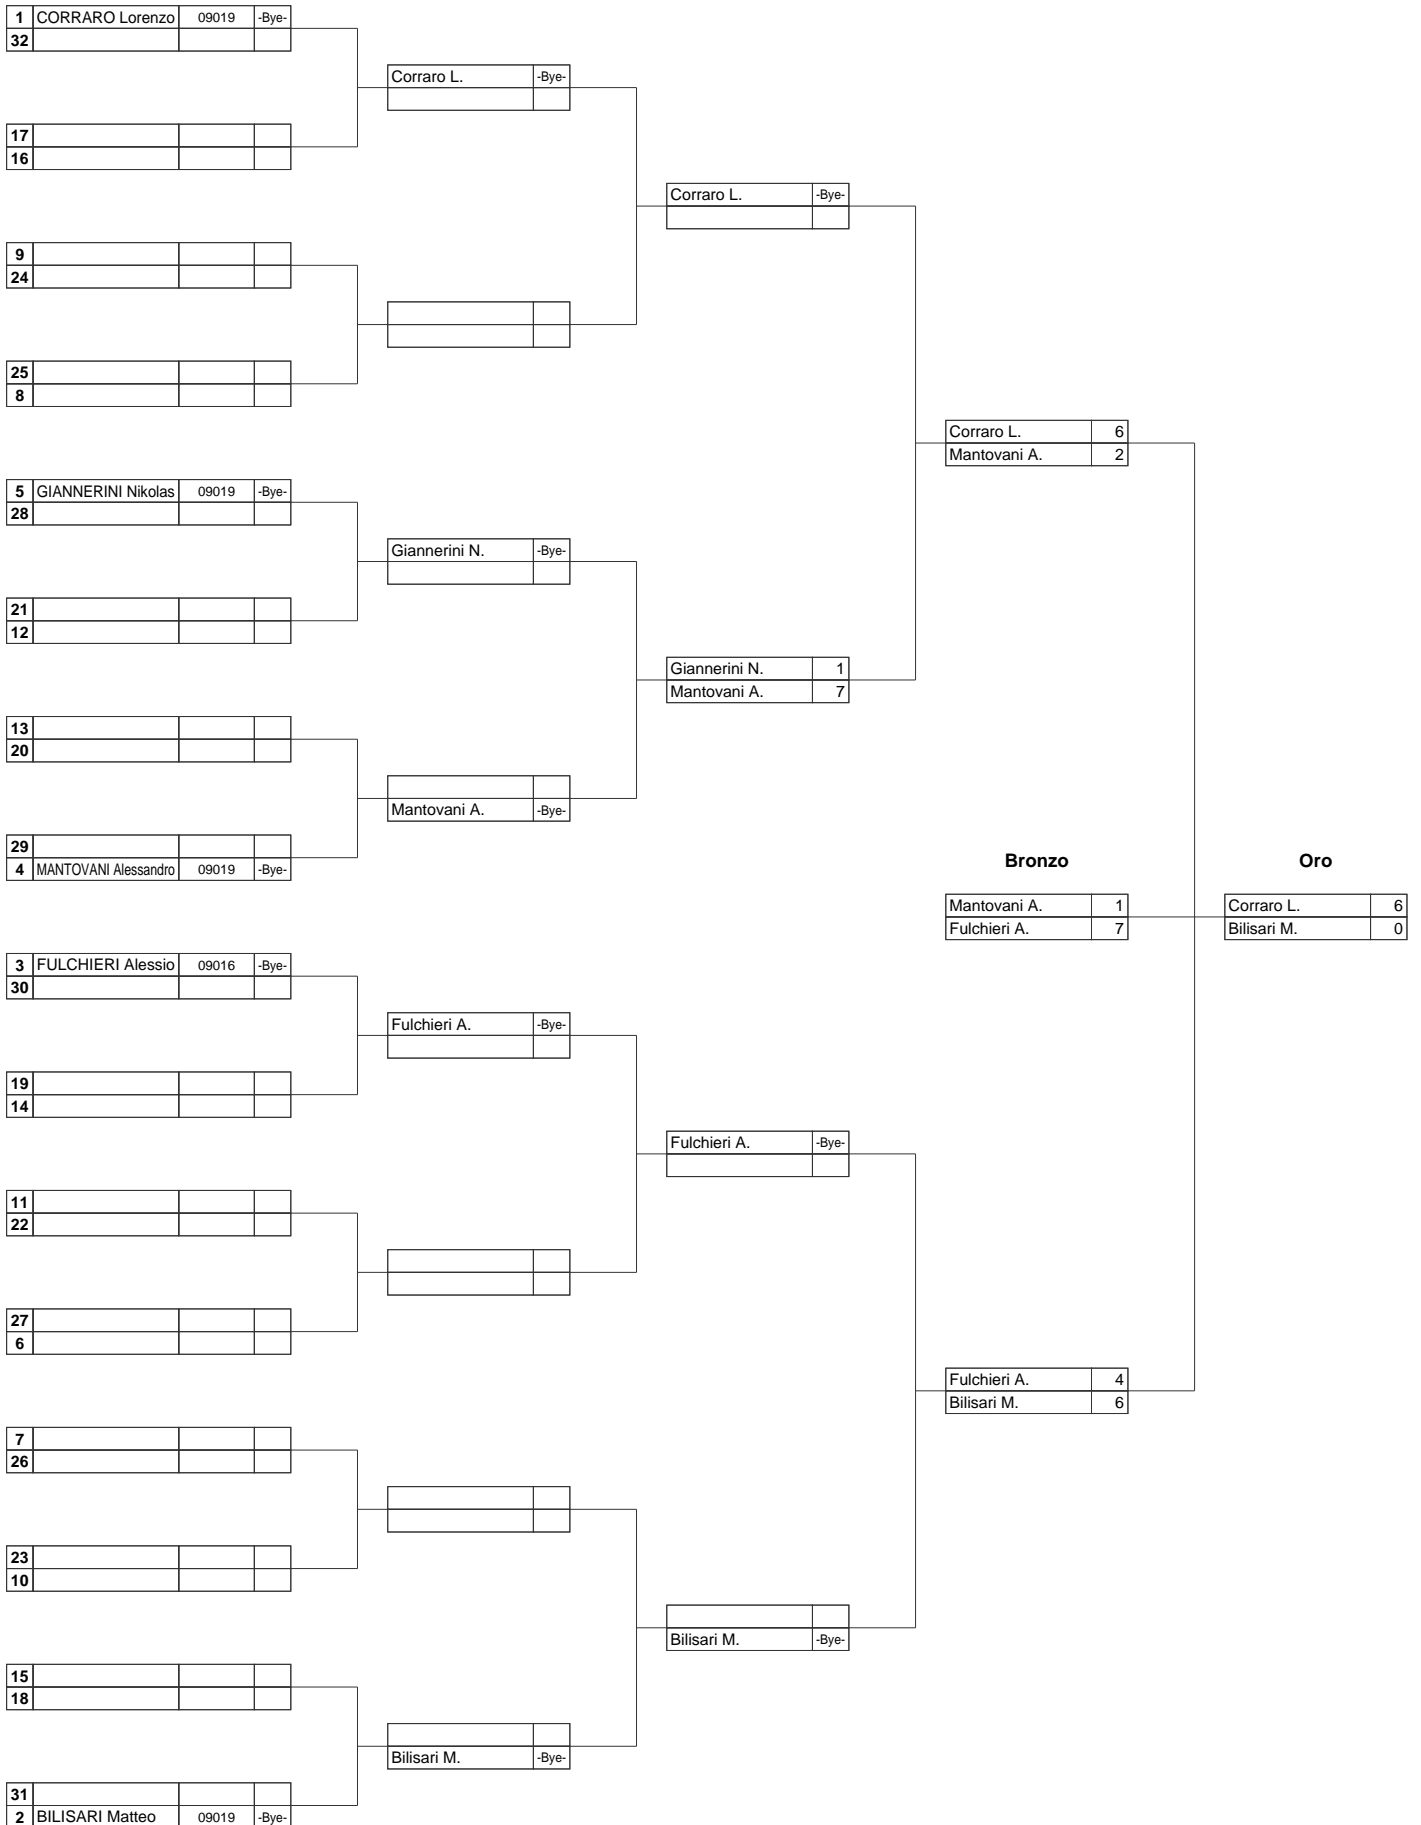 1 CORRARO Lorenzo 09019 -Bye-
32
Corraro L. -Bye-
17
16
Corraro L. -Bye-
9
24
25
8
Corraro L. 6
Mantovani A. 2
5 GIANNERINI Nikolas 09019 -Bye-
28
Giannerini N. -Bye-
21
12
Giannerini N. 1
Mantovani A. 7
13
20
Mantovani A. -Bye-
29
4 MANTOVANI Alessandro 09019 -Bye-
Bronzo Oro
Mantovani A. 1 Corraro L. 6
Fulchieri A. 7 Bilisari M. 0
3 FULCHIERI Alessio 09016 -Bye-
30
Fulchieri A. -Bye-
19
14
Fulchieri A. -Bye-
11
22
27
6
Fulchieri A. 4
Bilisari M. 6
7
26
23
10
Bilisari M. -Bye-
15
18
Bilisari M. -Bye-
31
2 BILISARI Matteo 09019 -Bye-